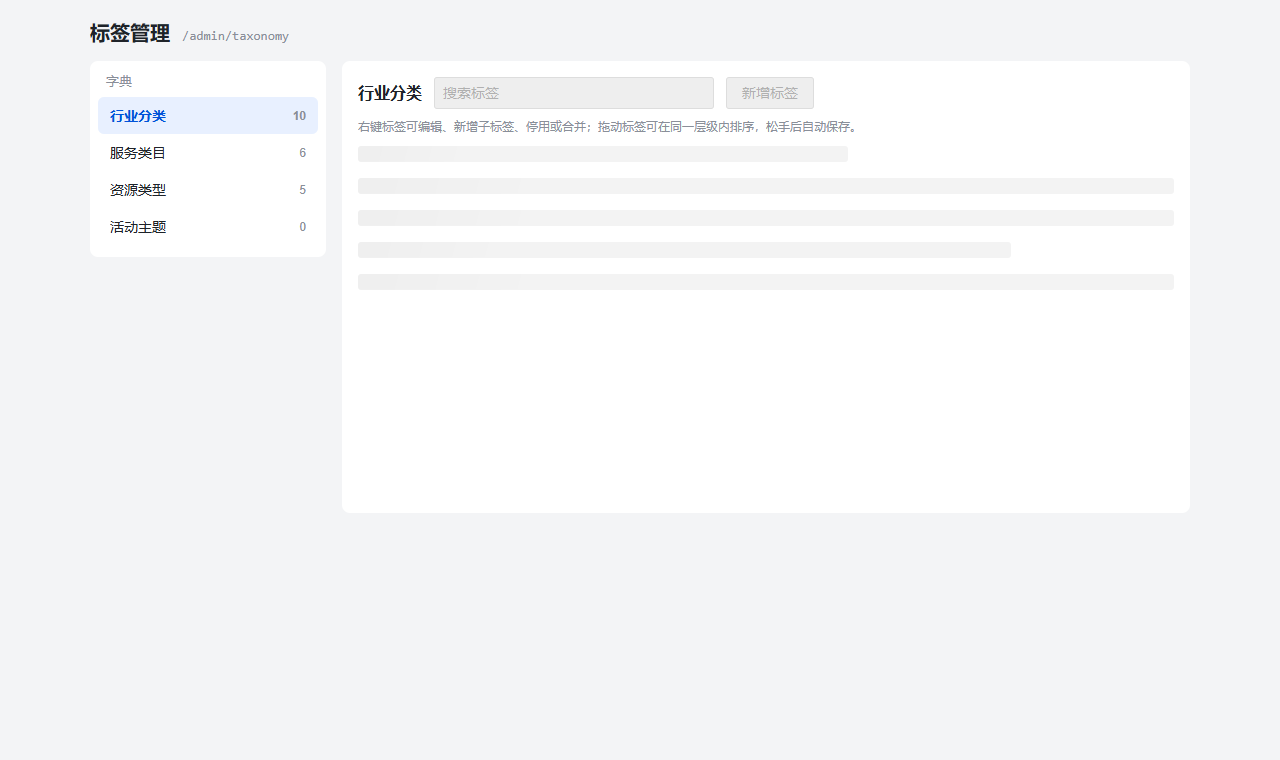 标签管理 /admin/taxonomy
字典
行业分类 10
服务类目 6
资源类型 5
活动主题 0
行业分类 搜索标签 新增标签
右键标签可编辑、新增子标签、停用或合并；拖动标签可在同一层级内排序，松手后自动保存。